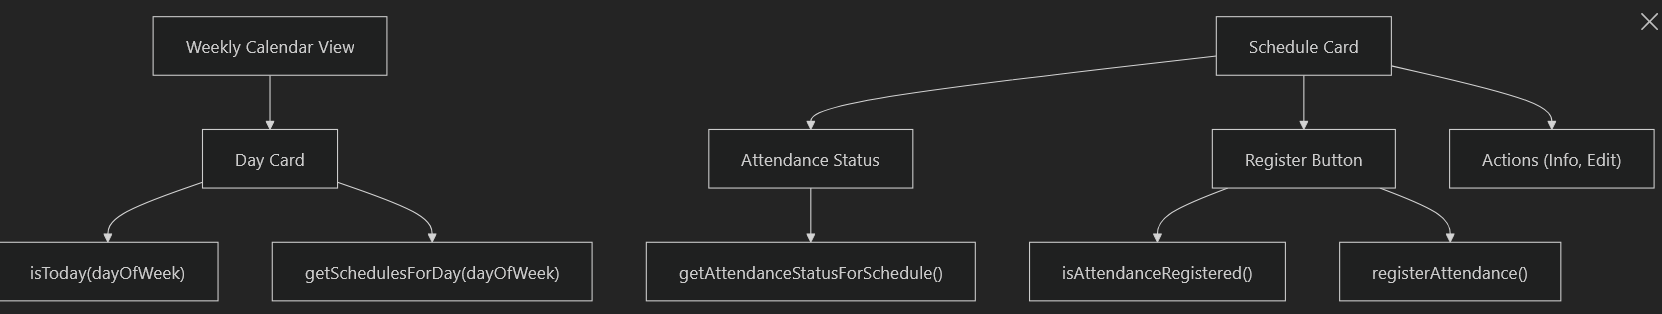 Weekly Calendar View
Schedule Card
Day Card
Attendance Status
Register Button
Actions (Info, Edit)
isToday(dayOfWeek)
getSchedulesForDay(dayOfWeek)
getAttendanceStatusForSchedule()
isAttendanceRegistered()
registerAttendance()